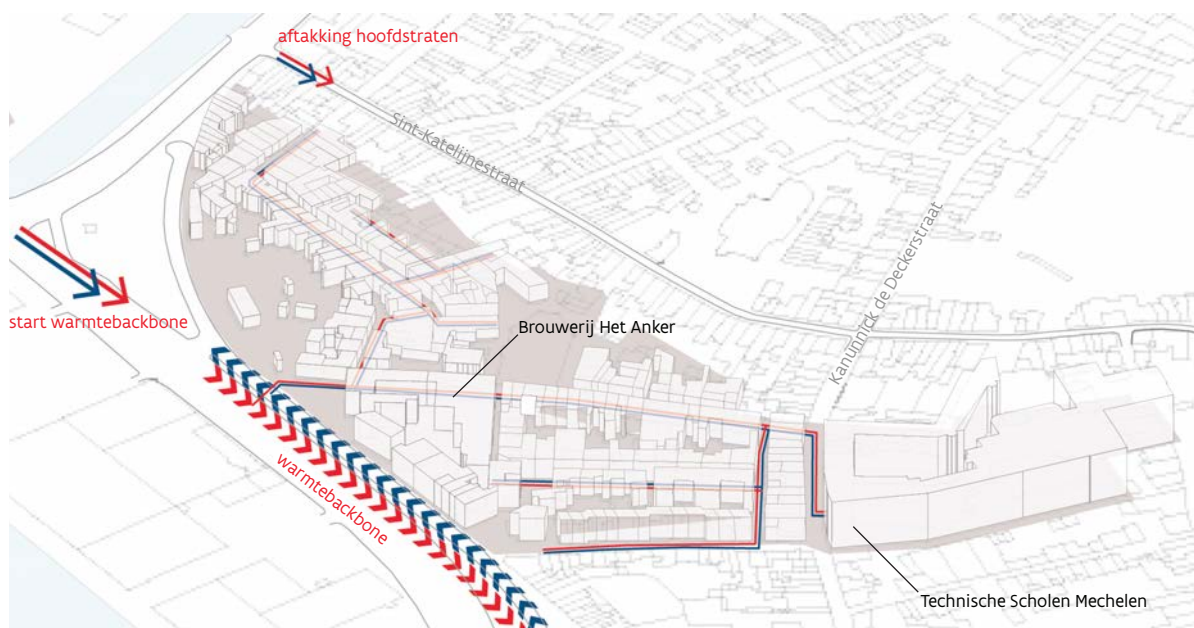 aftakking hoofdstraten
Sint-Katelijnestraat
Kanunnick de Deckerstraat
start warmtebackbone
Brouwerij Het Anker
warmtebackbone
Technische Scholen Mechelen